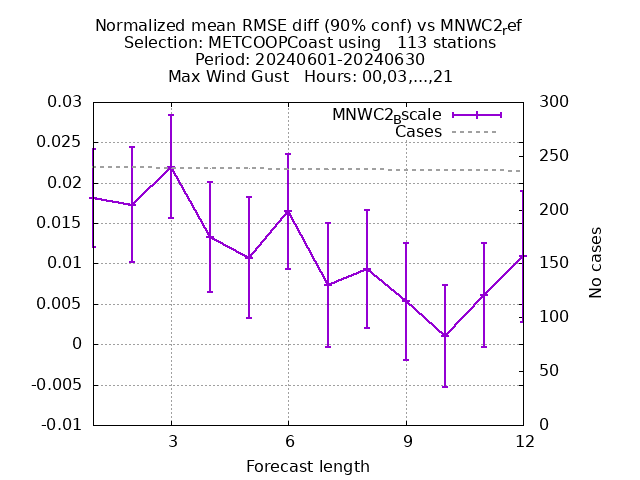 Normalized mean RMSE diff (90% conf) vs MNWC2ref
Selection: METCOOPCoast using   113 stations
Period: 20240601-20240630
Max Wind Gust   Hours: 00,03,...,21
MNWC2Bscale
Cases
0.03
0.025
0.02
0.015
0.01
0.005
0
-0.005
-0.01
300
250
200
150
100
50
0
No cases
3
6
9
12
Forecast length